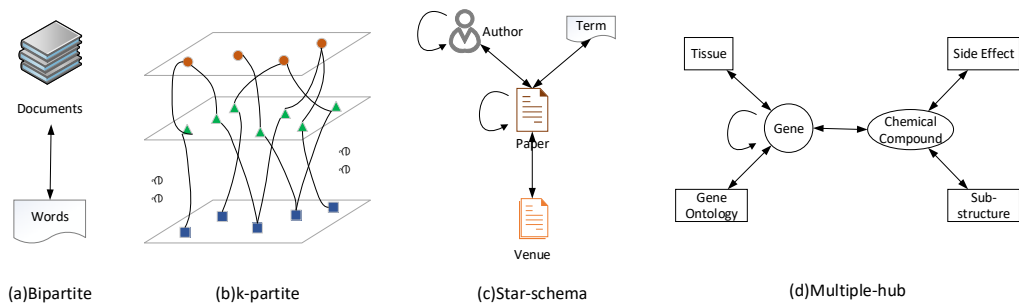 Documents
Words
(a)Bipartite
(b)k-partite
Author
Term
Paper
Venue
(c)Star-schema
Tissue
Side Effect
Gene
Chemical
Compound
Gene
Ontology
Sub-
structure
(d)Multiple-hub